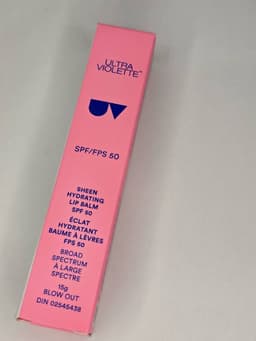 ULTRA
VIOLETTE™
UV
SPF/FPS 50
SHEEN
HYDRATING
LIP BALM
SPF 50
ÉCLAT
HYDRATANT
BAUME À LÈVRES
FPS 50
BROAD
SPECTRUM
À LARGE
SPECTRE
15g
BLOW OUT
DIN 02545438